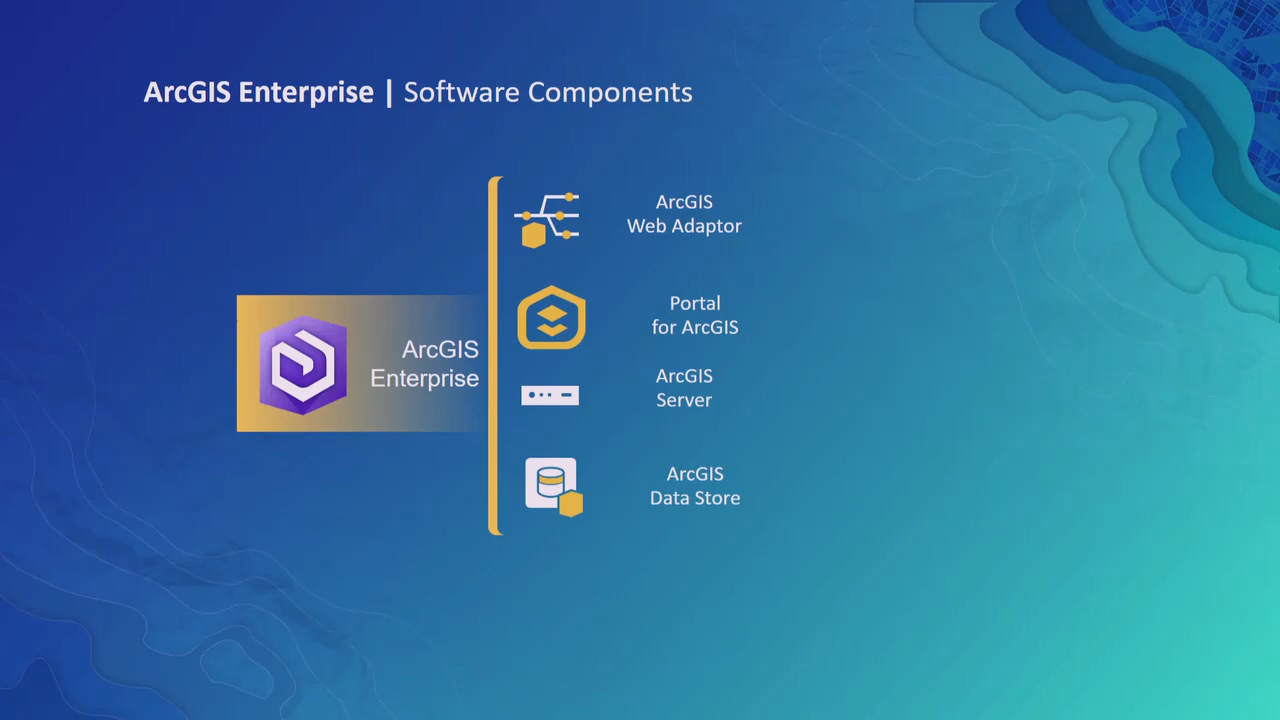 ArcGIS Enterprise | Software Components
ArcGIS
Web Adaptor
Portal
for ArcGIS
ArcGIS
Enterprise
ArcGIS
Server
ArcGIS
Data Store